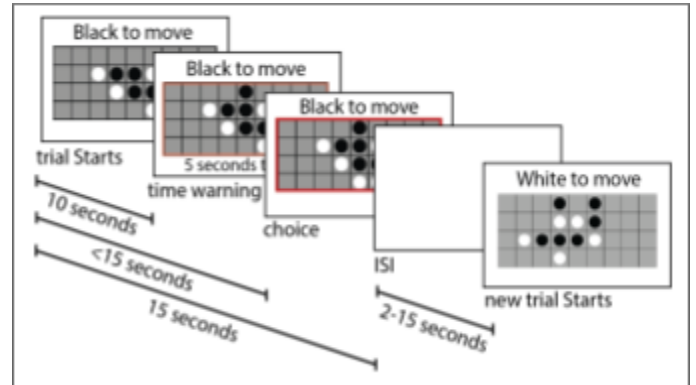 Black to move
trial Starts
Black to move
5 seconds t
time warning
Black to move
choice
ISI
White to move
new trial Starts
10 seconds
<15 seconds
15 seconds
2-15 seconds